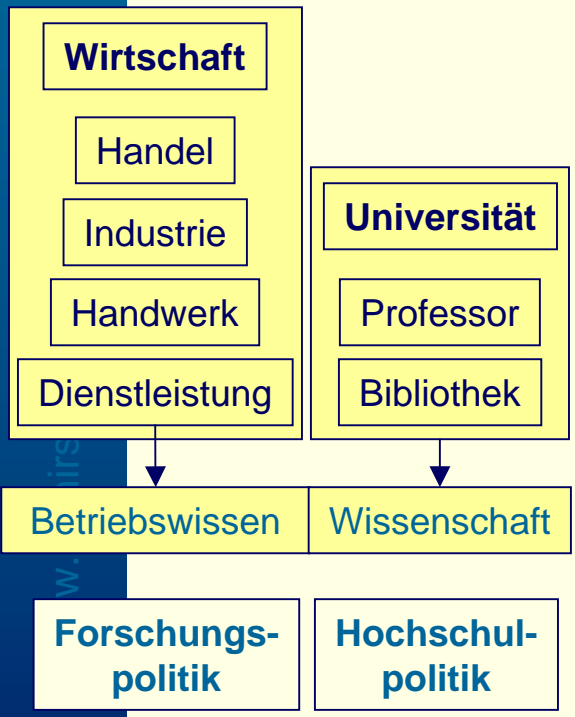 Wirtschaft
Handel
Industrie
Handwerk
Dienstleistung
Universität
Professor
Bibliothek
Betriebswissen
Wissenschaft
Forschungs-
politik
Hochschul-
politik